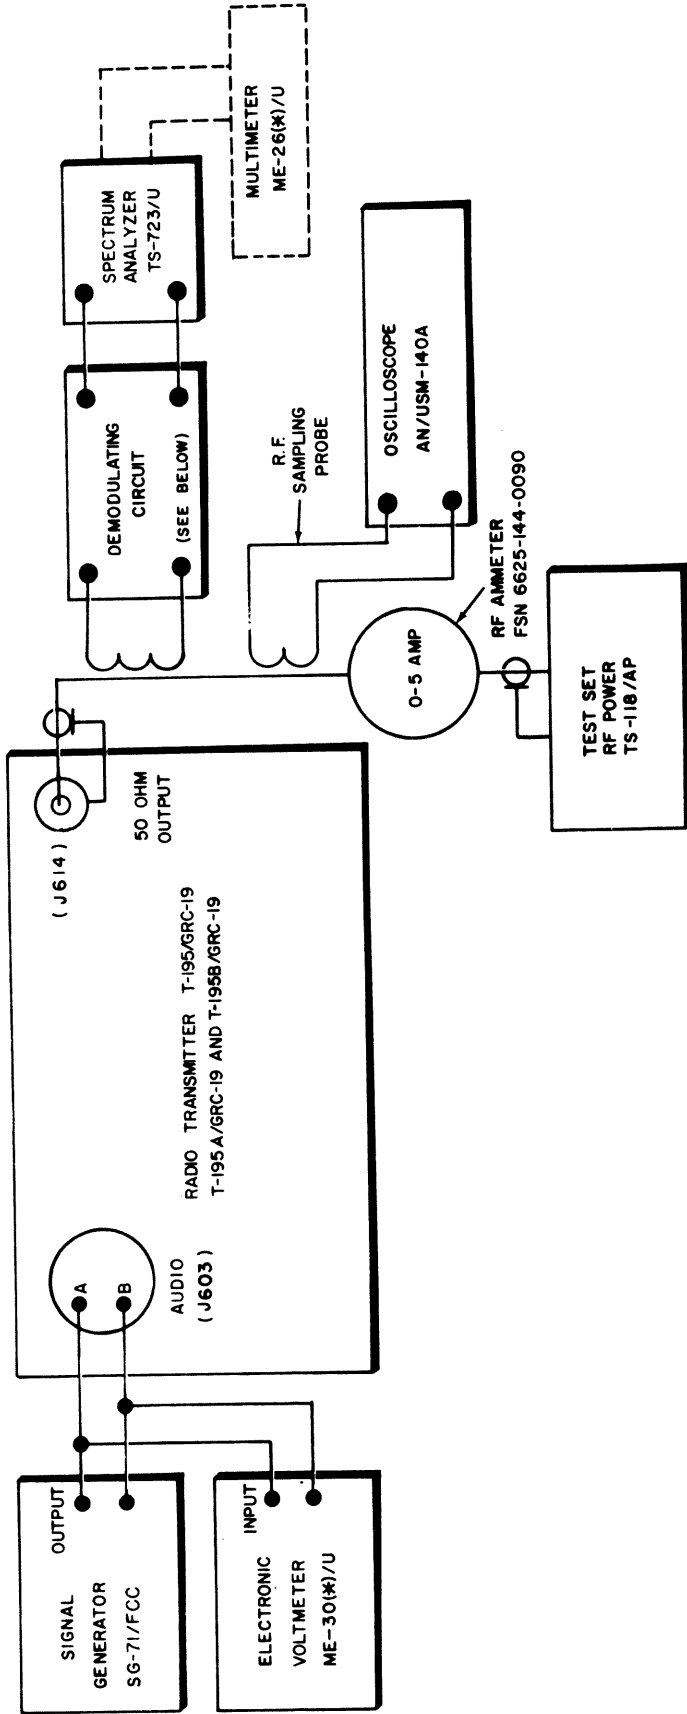 OUTPUT
SIGNAL
GENERATOR
SG-71/FCC
INPUT
ELECTRONIC
VOLTMETER
ME-30(*)/U
A
B
AUDIO
(J603)
RADIO TRANSMITTER T-195/GRC-19
T-195A/GRC-19 AND T-195B/GRC-19
(J614)
50 OHM
OUTPUT
DEMODULATING
CIRCUIT
(SEE BELOW)
SPECTRUM
ANALYZER
TS-723/U
MULTIMETER
ME-26(*)/U
R.F.
SAMPLING
PROBE
OSCILLOSCOPE
AN/USM-140A
0-5 AMP
RF AMMETER
FSN 6625-144-0090
TEST SET
RF POWER
TS-118/AP